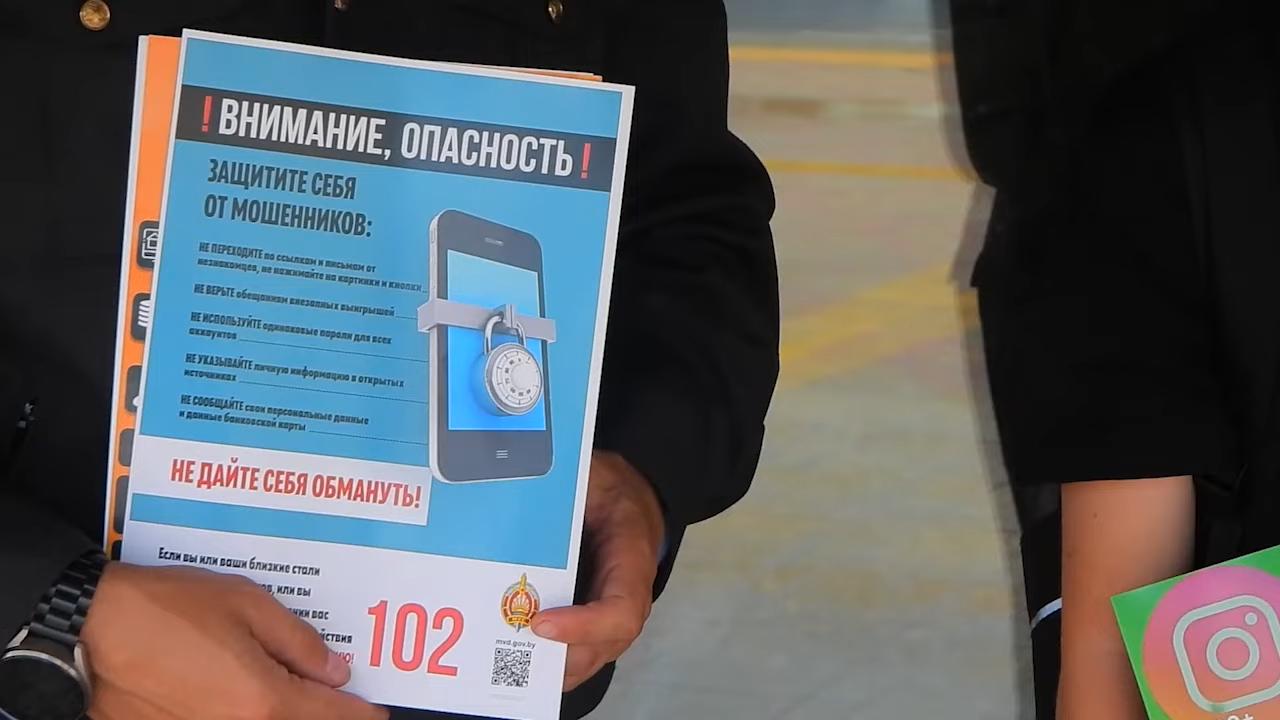 ! ВНИМАНИЕ, ОПАСНОСТЬ !
ЗАЩИТИТЕ СЕБЯ
ОТ МОШЕННИКОВ:
НЕ ПЕРЕХОДИТЕ по ссылкам и письмам от
незнакомцев, не нажимайте на картинки и кнопки
НЕ ВЕРЬТЕ обещаниям внезапных выигрышей
НЕ ИСПОЛЬЗУЙТЕ одинаковые пароли для всех
аккаунтов
НЕ УКАЗЫВАЙТЕ личную информацию в открытых
источниках
НЕ СООБЩАЙТЕ свои персональные данные
и данные банковской карты
НЕ ДАЙТЕ СЕБЯ ОБМАНУТЬ!
Если вы или ваши близкие стали
или вы
вас
102
mvd.gov.by